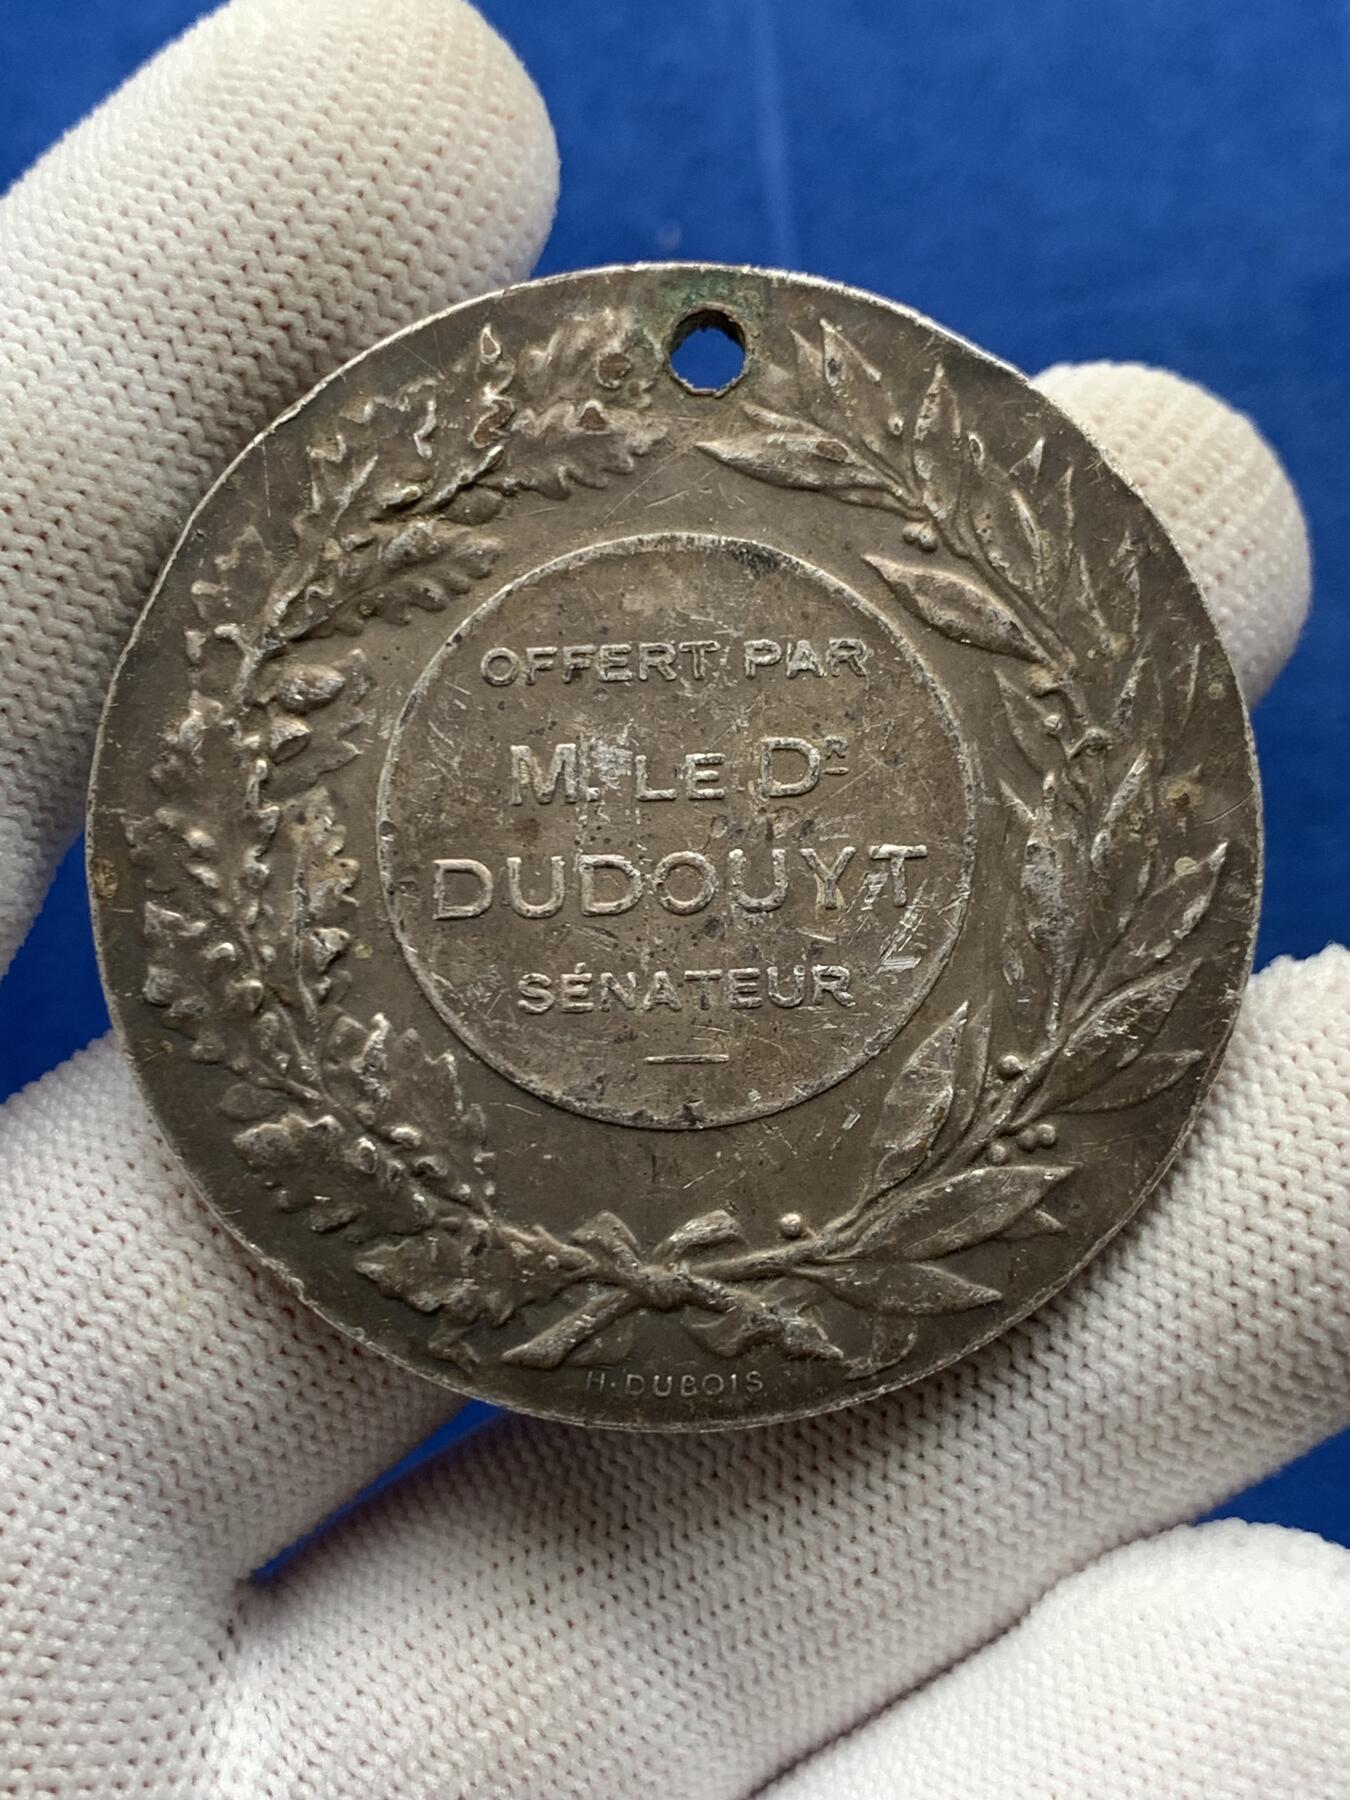 OFFERT PAR
M. LE DR
DUDOUYT
SÉNATEUR
H. DUBOIS